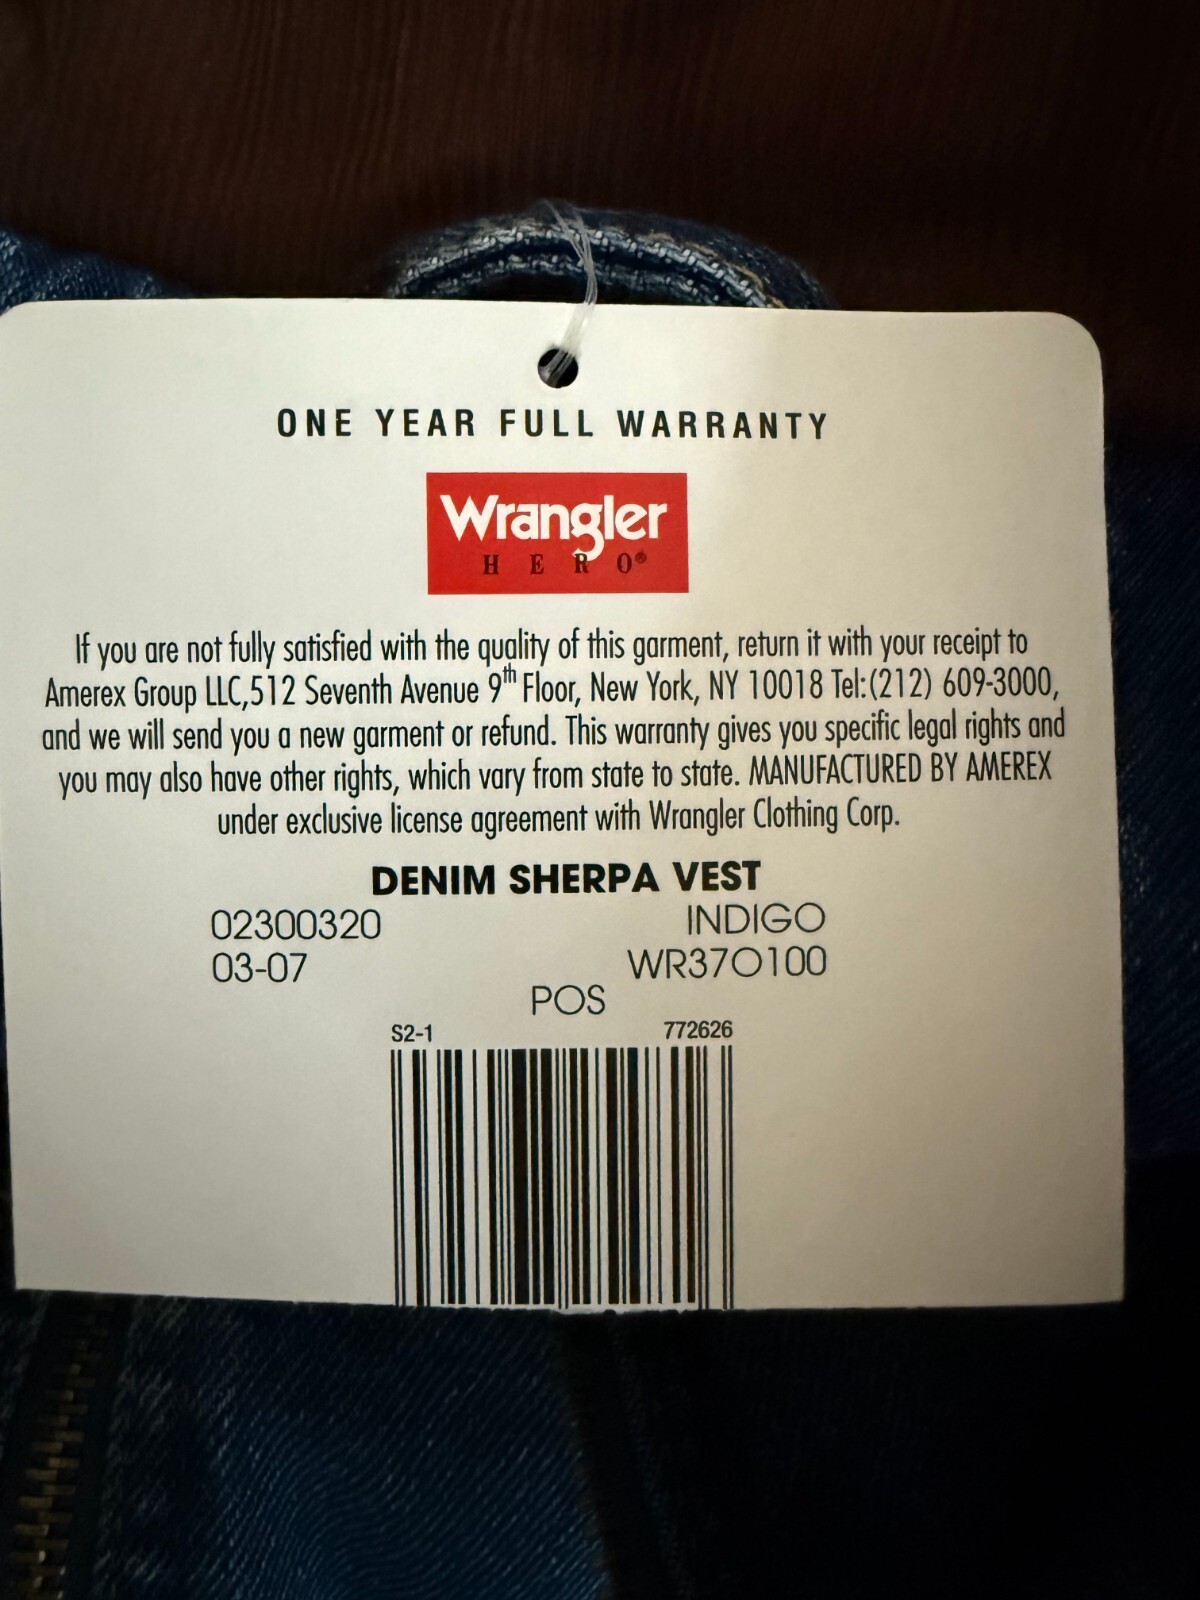 ONE YEAR FULL WARRANTY
Wrangler
HERO®
If you are not fully satisfied with the quality of this garment, return it with your receipt to
Amerex Group LLC,512 Seventh Avenue 9th Floor, New York, NY 10018 Tel:(212) 609-3000,
and we will send you a new garment or refund. This warranty gives you specific legal rights and
you may also have other rights, which vary from state to state. MANUFACTURED BY AMEREX
under exclusive license agreement with Wrangler Clothing Corp.
DENIM SHERPA VEST
02300320 INDIGO
03-07 WR37O100
POS
S2-1 772626